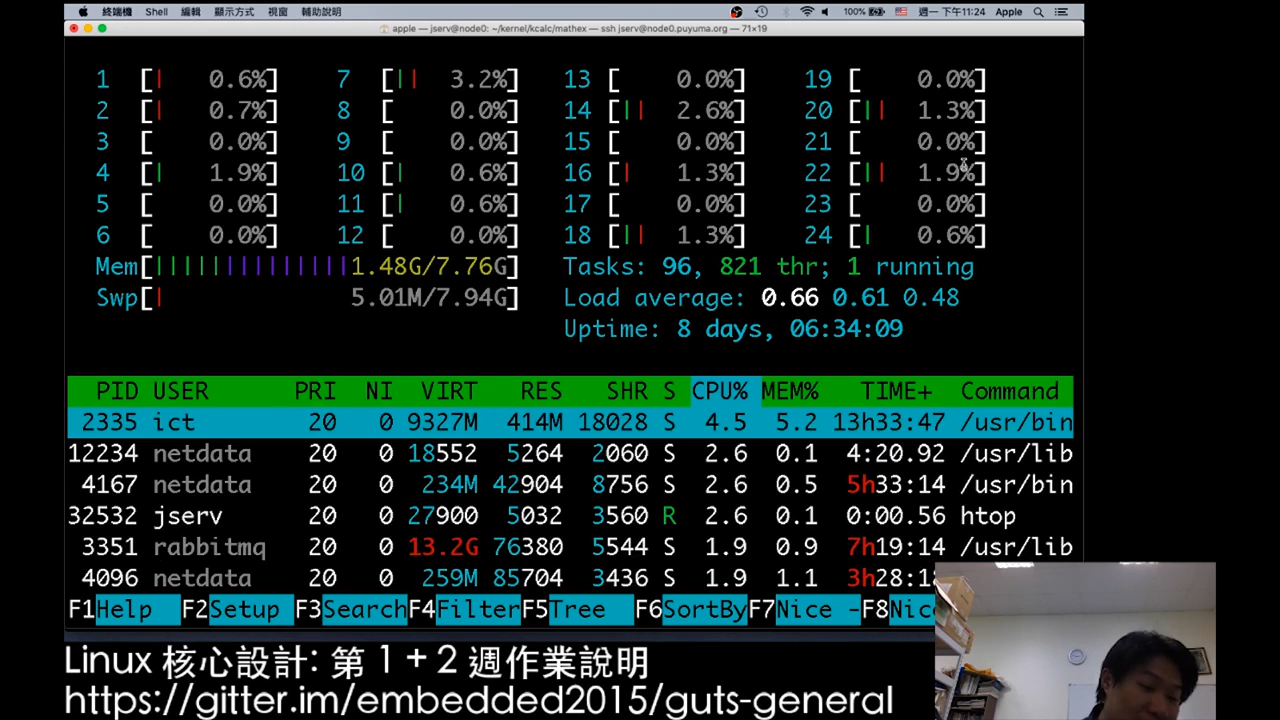 終端機 Shell 編輯 顯示方式 視窗 輔助說明 100% 週一 下午11:24 Apple
apple — jserv@node0: ~/kernel/kcalc/mathex — ssh jserv@node0.puyuma.org — 71×19
1 [| 0.6%] 7 [|| 3.2%] 13 [ 0.0%] 19 [ 0.0%]
2 [| 0.7%] 8 [ 0.0%] 14 [|| 2.6%] 20 [|| 1.3%]
3 [ 0.0%] 9 [ 0.0%] 15 [ 0.0%] 21 [ 0.0%]
4 [| 1.9%] 10 [| 0.6%] 16 [| 1.3%] 22 [|| 1.9%]
5 [ 0.0%] 11 [| 0.6%] 17 [ 0.0%] 23 [ 0.0%]
6 [ 0.0%] 12 [ 0.0%] 18 [|| 1.3%] 24 [| 0.6%]
Mem[||||||||||||||1.48G/7.76G] Tasks: 96, 821 thr; 1 running
Swp[| 5.01M/7.94G] Load average: 0.66 0.61 0.48
Uptime: 8 days, 06:34:09
PID USER PRI NI VIRT RES SHR S CPU% MEM% TIME+ Command
2335 ict 20 0 9327M 414M 18028 S 4.5 5.2 13h33:47 /usr/bin
12234 netdata 20 0 18552 5264 2060 S 2.6 0.1 4:20.92 /usr/lib
4167 netdata 20 0 234M 42904 8756 S 2.6 0.5 5h33:14 /usr/bin
32532 jserv 20 0 27900 5032 3560 R 2.6 0.1 0:00.56 htop
3351 rabbitmq 20 0 13.2G 76380 5544 S 1.9 0.9 7h19:14 /usr/lib
4096 netdata 20 0 259M 85704 3436 S 1.9 1.1 3h28:1
F1Help F2Setup F3SearchF4FilterF5Tree F6SortByF7Nice -F8Nic
Linux 核心設計: 第 1 + 2 週作業說明
https://gitter.im/embedded2015/guts-general